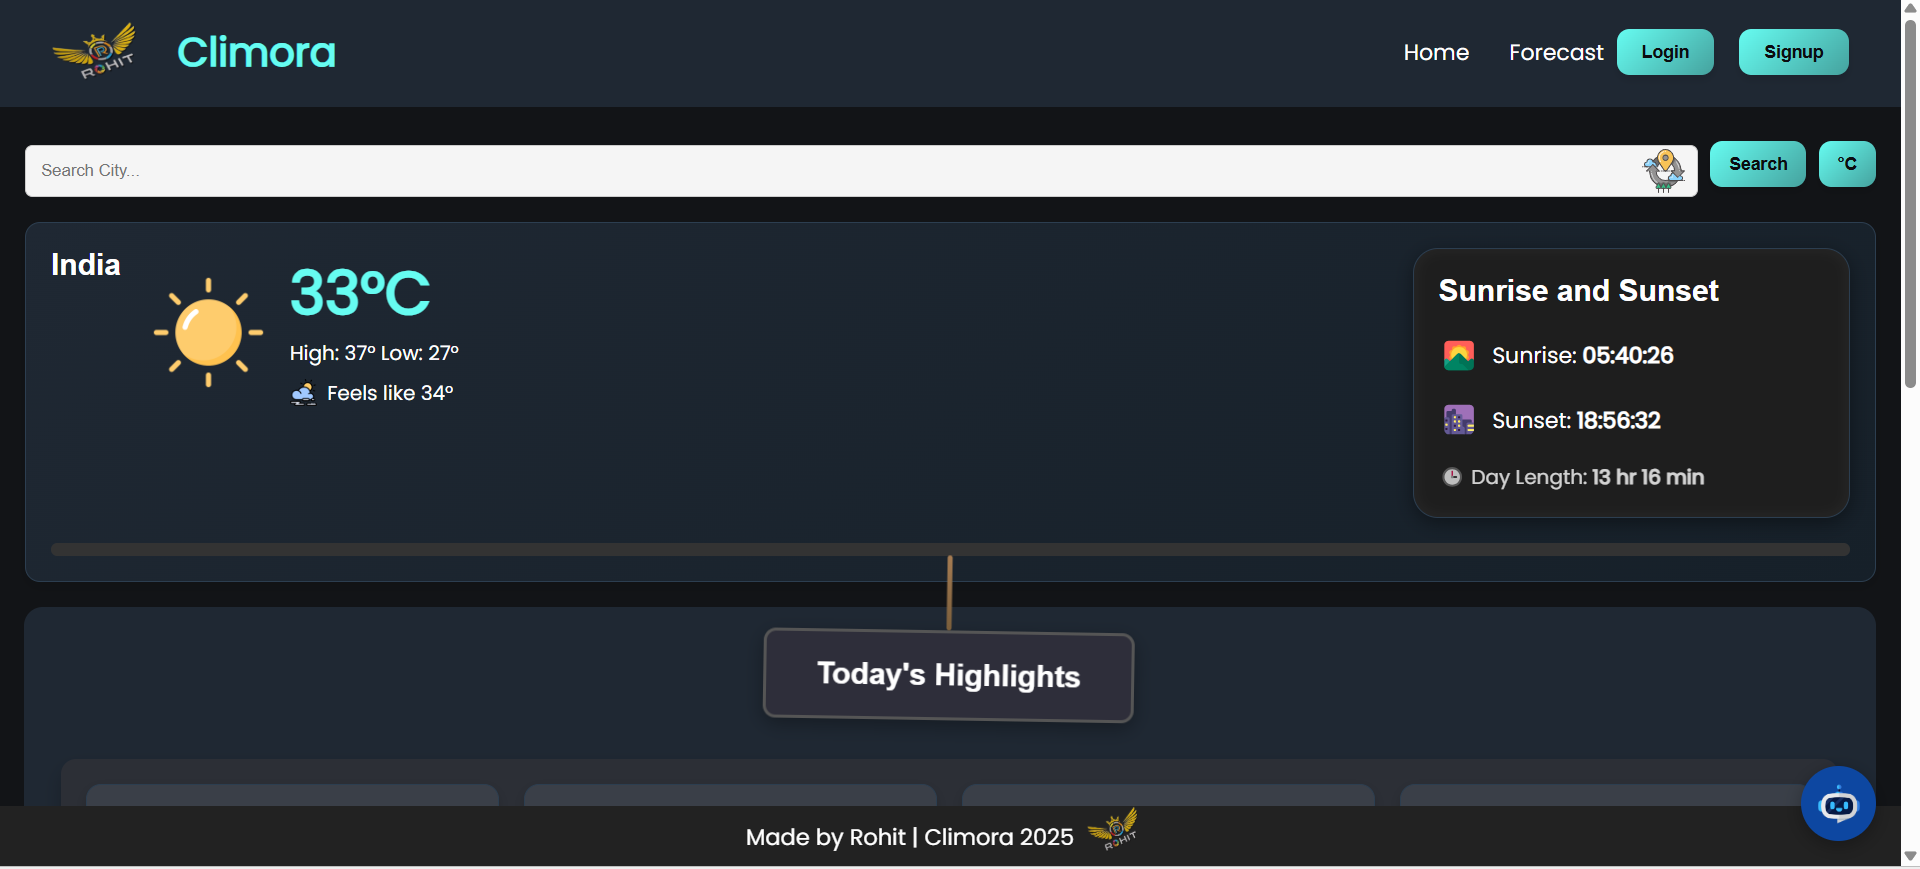 ROHIT
Climora
Home Forecast Login Signup
Search City...
Search °C
India
33°C
High: 37° Low: 27°
Feels like 34°
Sunrise and Sunset
Sunrise: 05:40:26
Sunset: 18:56:32
Day Length: 13 hr 16 min
Today's Highlights
Made by Rohit | Climora 2025
ROHIT